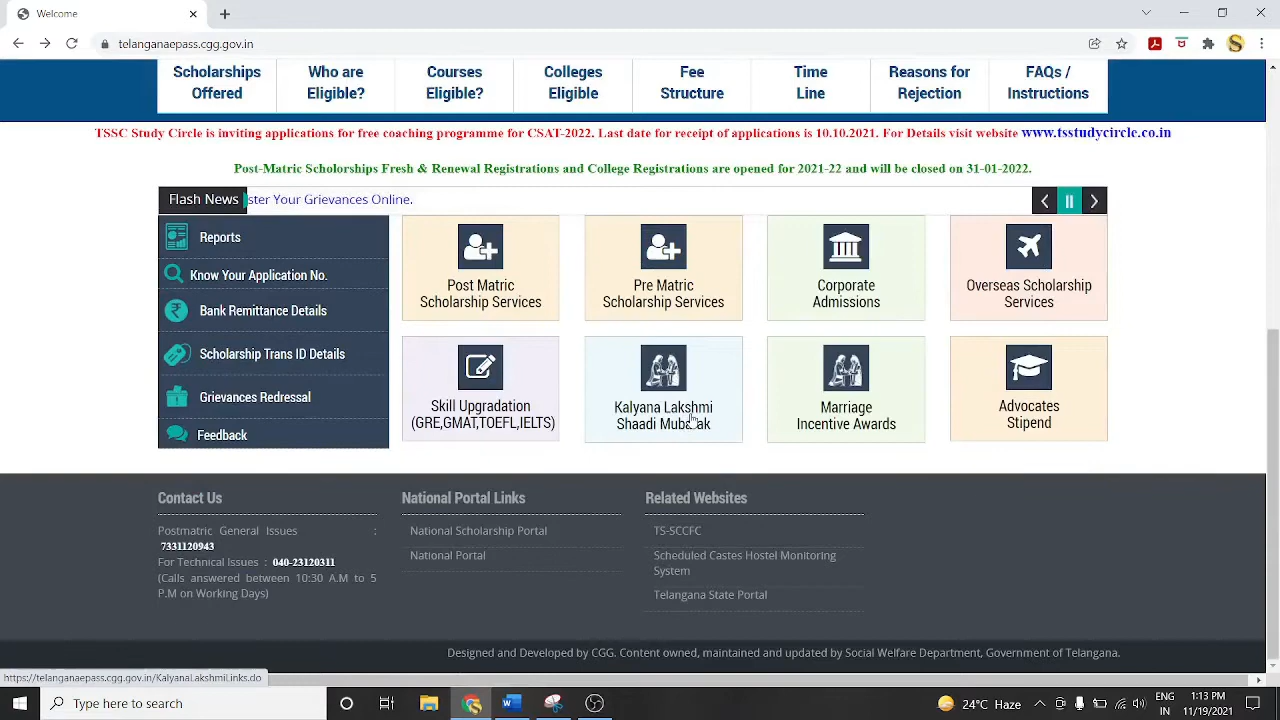 Welcome
telanganaepass.cgg.gov.in
Scholarships Offered
Who are Eligible?
Courses Eligible?
Colleges Eligible
Fee Structure
Time Line
Reasons for Rejection
FAQs / Instructions
TSSC Study Circle is inviting applications for free coaching programme for CSAT-2022. Last date for receipt of applications is 10.10.2021. For Details visit website www.tsstudycircle.co.in
Post-Matric Scholorships Fresh & Renewal Registrations and College Registrations are opened for 2021-22 and will be closed on 31-01-2022.
Flash News ster Your Grievances Online.
Reports
Know Your Application No.
Bank Remittance Details
Scholarship Trans ID Details
Grievances Redressal
Feedback
Post Matric
Scholarship Services
Pre Matric
Scholarship Services
Corporate
Admissions
Overseas Scholarship
Services
Skill Upgradation
(GRE,GMAT,TOEFL,IELTS)
Kalyana Lakshmi
Shaadi Mubarak
Marriage
Incentive Awards
Advocates
Stipend
Contact Us
Postmatric General Issues :
7331120943
For Technical Issues : 040-23120311
(Calls answered between 10:30 A.M to 5
P.M on Working Days)
National Portal Links
National Scholarship Portal
National Portal
Related Websites
TS-SCCFC
Scheduled Castes Hostel Monitoring
System
Telangana State Portal
Designed and Developed by CGG. Content owned, maintained and updated by Social Welfare Department, Government of Telangana.
https://telanganaepass.cgg.gov.in/KalyanaLakshmiLinks.do
Type here to search
24°C Haze
ENG
IN
1:13 PM
11/19/2021